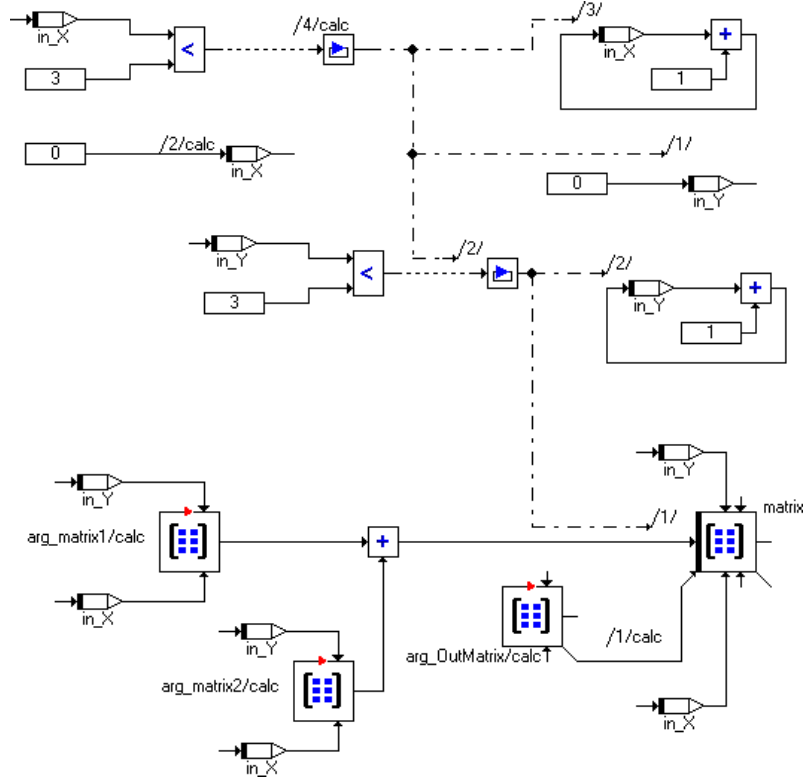 /4/calc
/3/
in_X
<
in_X
+
3
1
0
/2/calc
in_X
/1/
0
in_Y
in_Y
<
/2/
/2/
in_Y
+
3
1
in_Y
in_Y
arg_matrix1/calc
+
/1/
matrix
in_X
in_Y
arg_OutMatrix/calc
/1/calc
arg_matrix2/calc
in_X
in_X